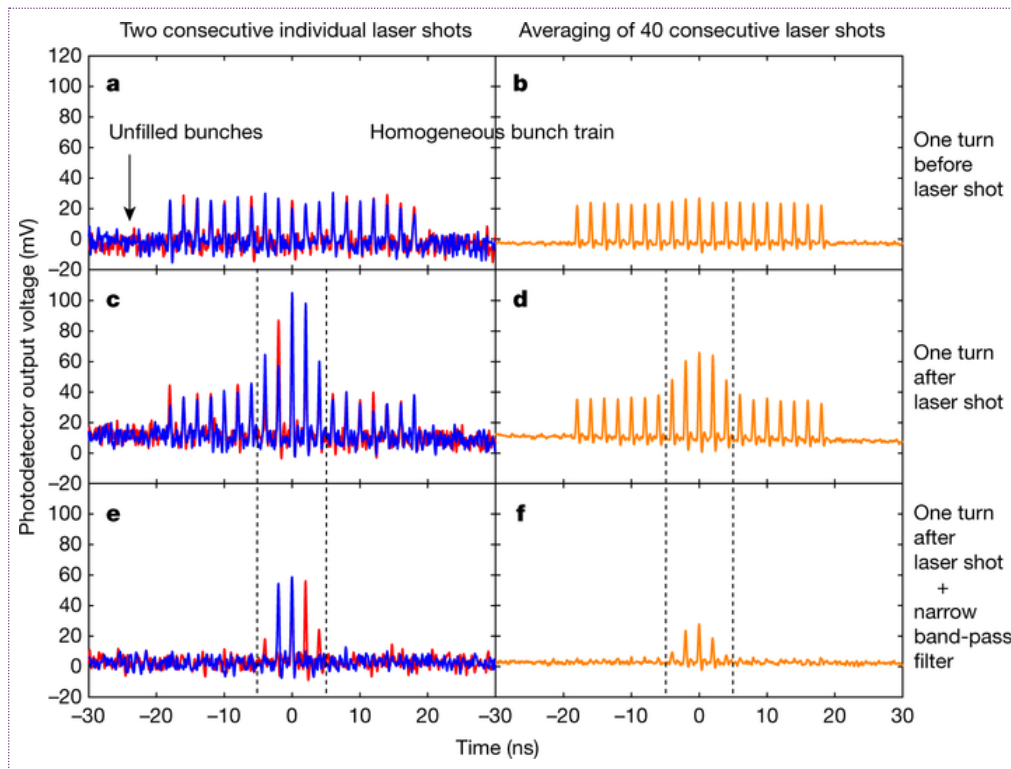 Two consecutive individual laser shots
Averaging of 40 consecutive laser shots
120
100
80
60
40
20
0
–20
a
Unfilled bunches
Homogeneous bunch train
b
One turn
before
laser shot
100
80
60
40
20
0
–20
c
d
One turn
after
laser shot
100
80
60
40
20
0
–20
e
f
One turn
after
laser shot
+
narrow
band-pass
filter
Photodetector output voltage (mV)
–30 –20 –10 0 10 20 –30 –20 –10 0 10 20 30
Time (ns)